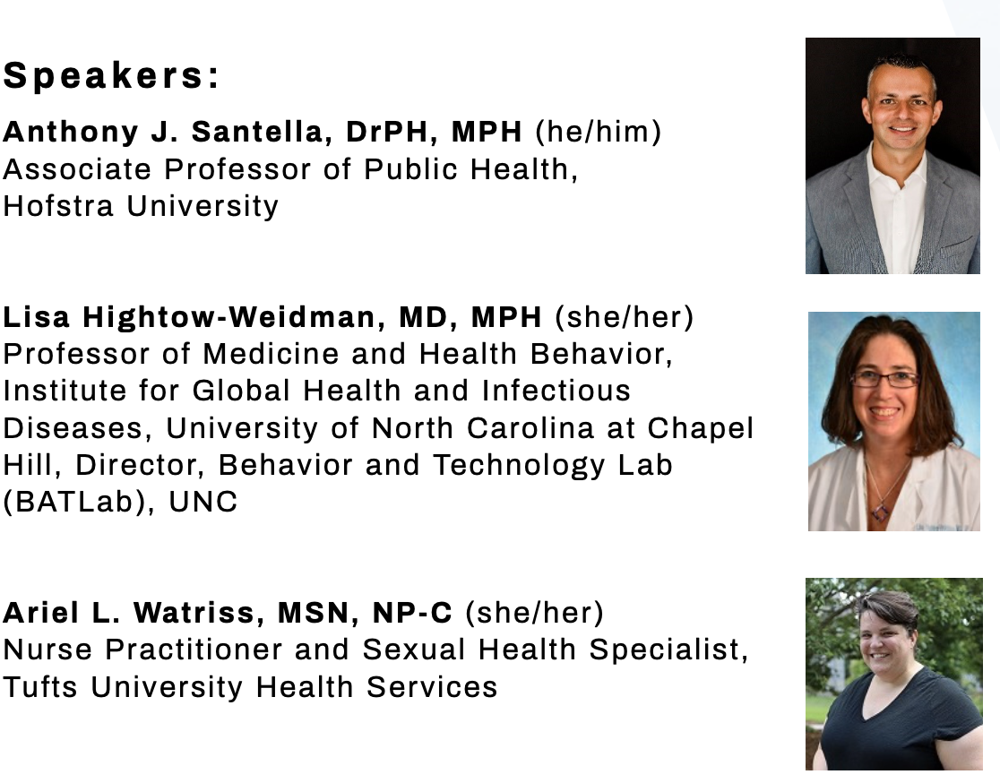 Speakers:
Anthony J. Santella, DrPH, MPH (he/him)
Associate Professor of Public Health,
Hofstra University
Lisa Hightow-Weidman, MD, MPH (she/her)
Professor of Medicine and Health Behavior,
Institute for Global Health and Infectious
Diseases, University of North Carolina at Chapel
Hill, Director, Behavior and Technology Lab
(BATLab), UNC
Ariel L. Watriss, MSN, NP-C (she/her)
Nurse Practitioner and Sexual Health Specialist,
Tufts University Health Services